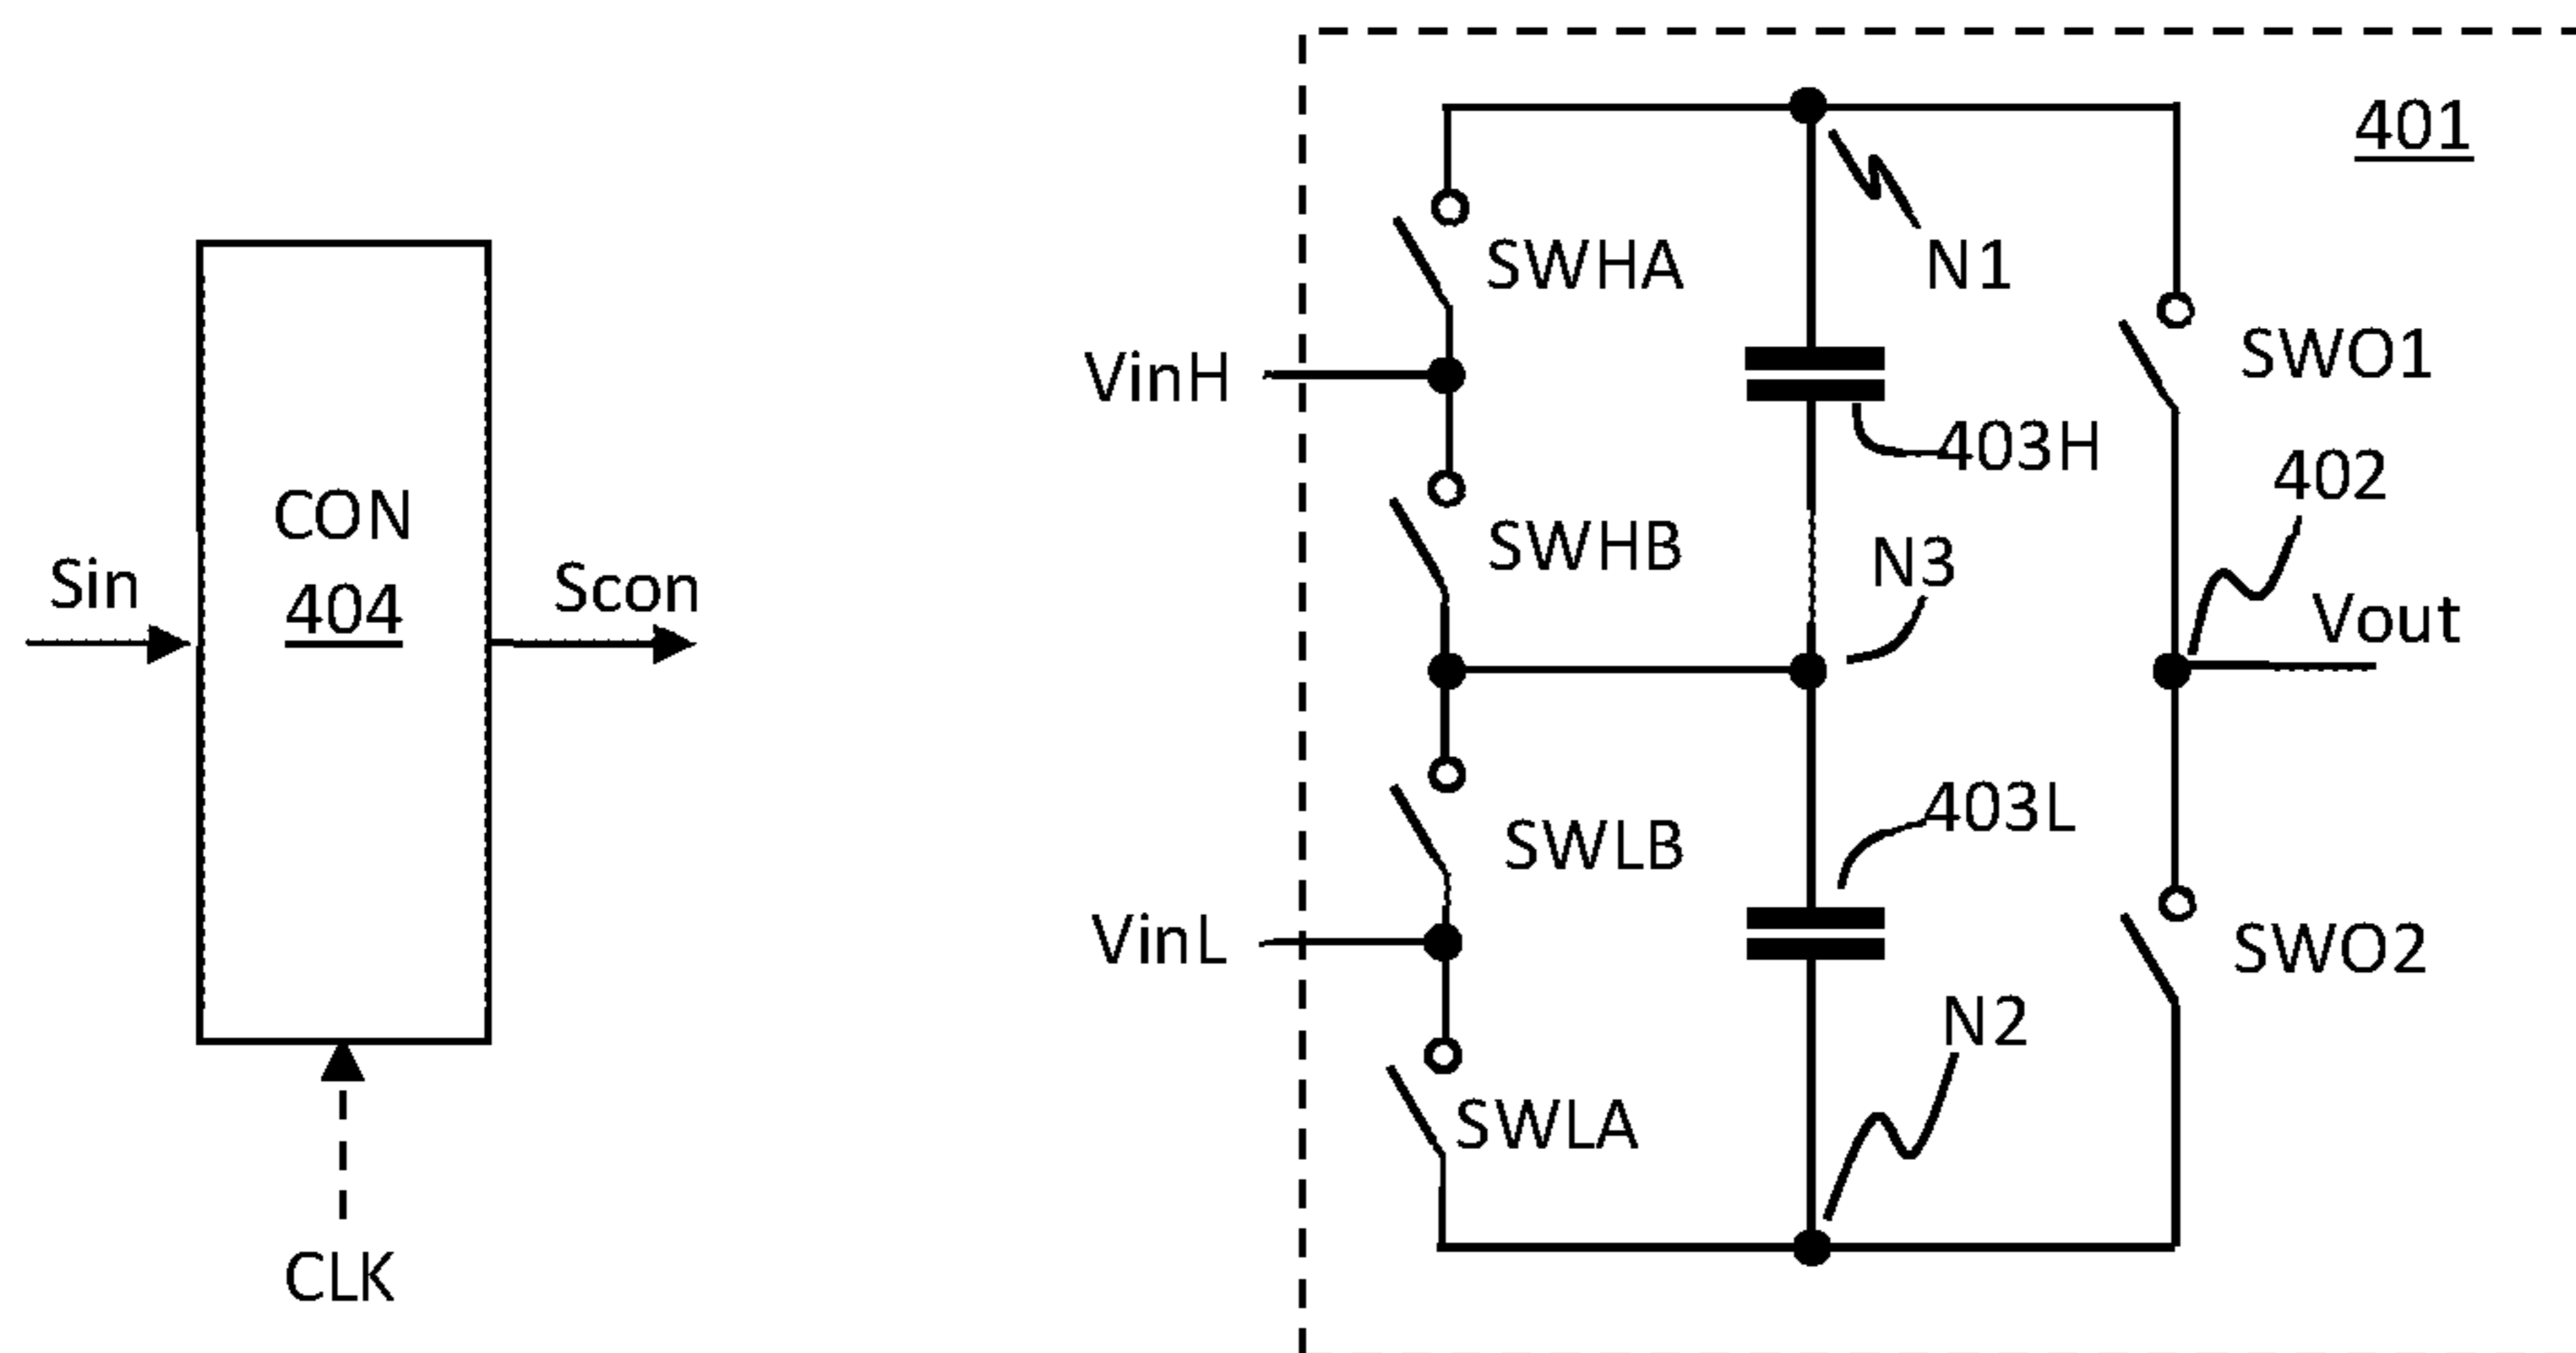 401
SWHA
N1
VinH
SWO1
403H
402
CON
404
Sin
Scon
SWHB
N3
Vout
403L
SWLB
VinL
SWO2
N2
SWLA
CLK